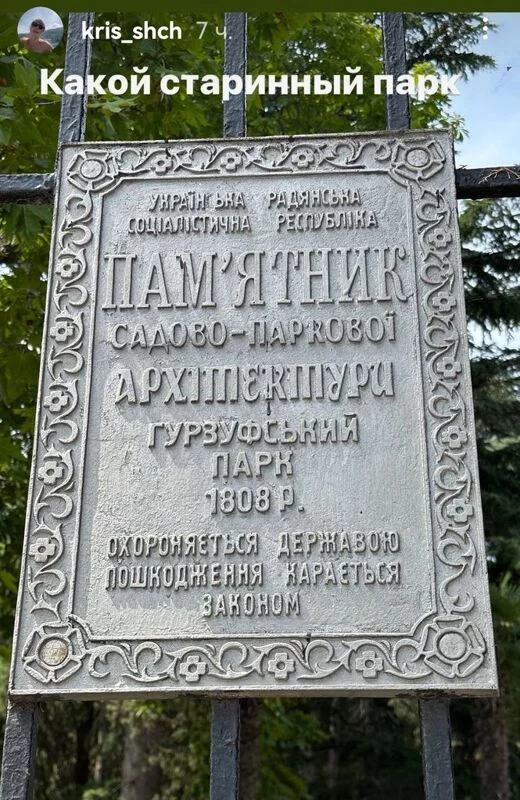 kris_shch 7 ч.
Какой старинный парк
УКРАЇНСЬКА РАДЯНСЬКА
СОЦІАЛІСТИЧНА РЕСПУБЛІКА
ПАМ'ЯТНИК
САДОВО-ПАРКОВОЇ
АРХІТЕКТУРИ
ГУРЗУФСЬКИЙ
ПАРК
1808 Р.
ОХОРОНЯЄТЬСЯ ДЕРЖАВОЮ
ПОШКОДЖЕННЯ КАРАЄТЬСЯ
ЗАКОНОМ